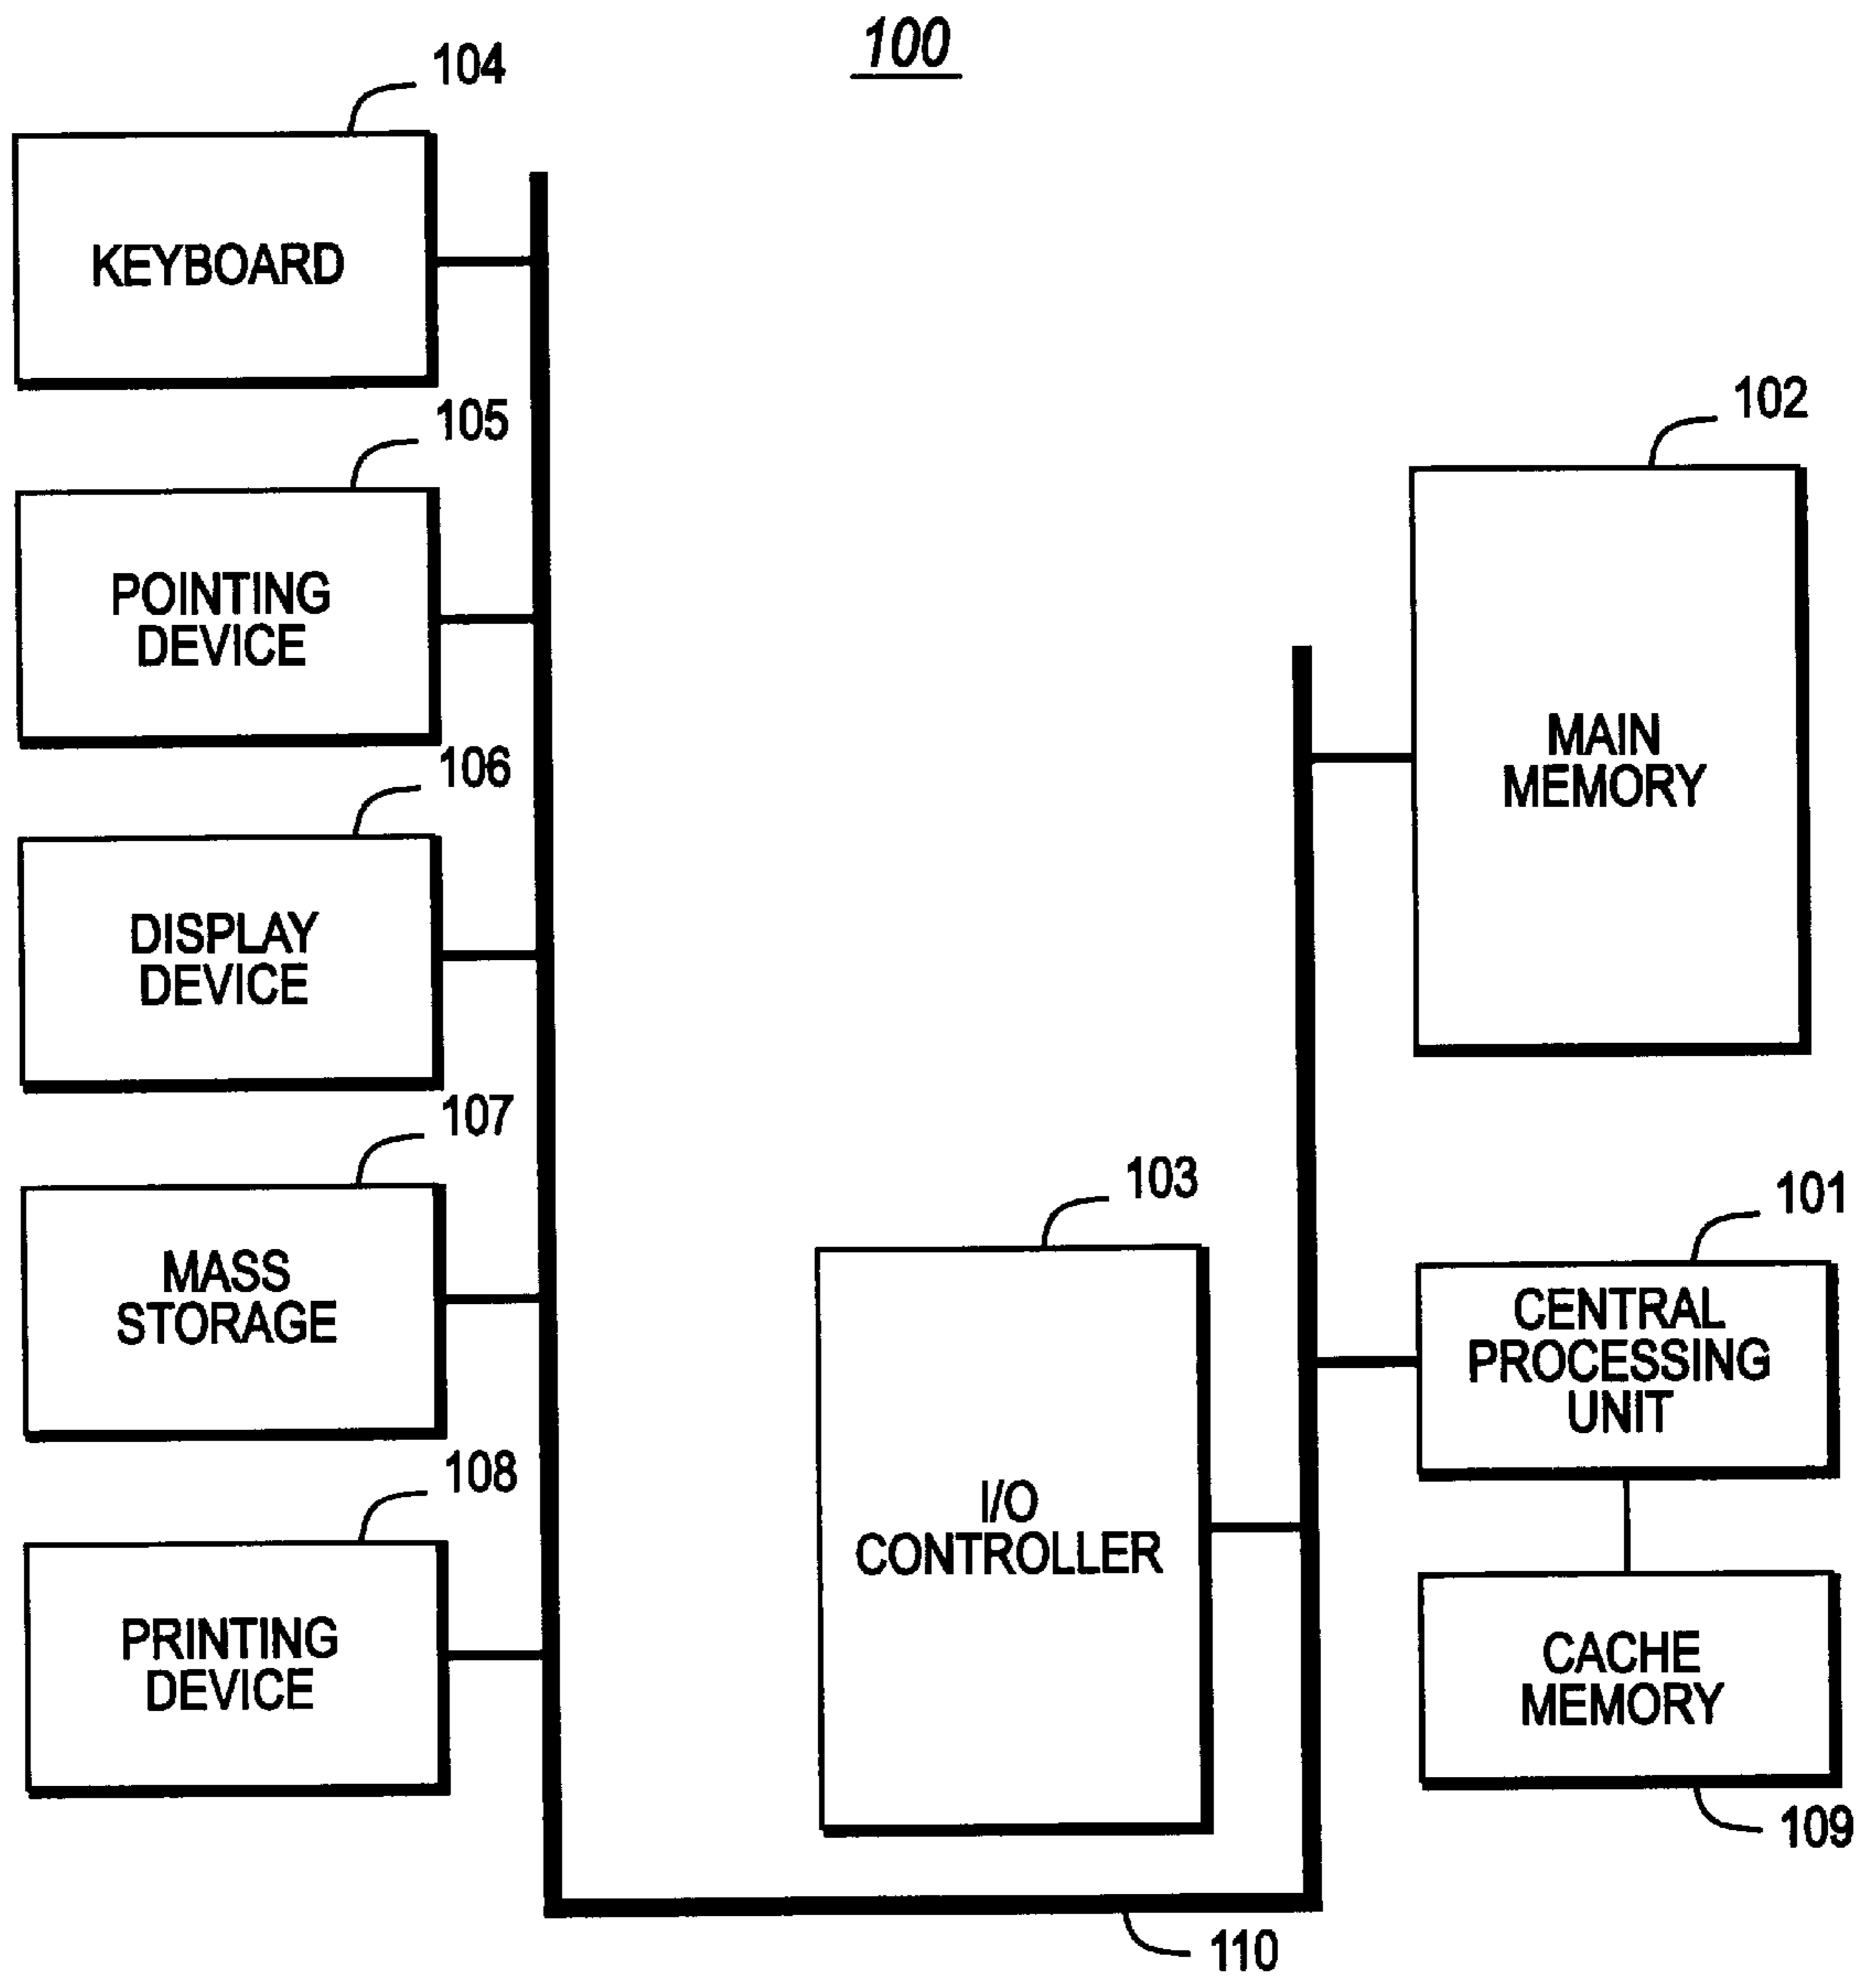 100
104
KEYBOARD
105
POINTING
DEVICE
106
DISPLAY
DEVICE
107
MASS
STORAGE
108
PRINTING
DEVICE
102
MAIN
MEMORY
103
I/O
CONTROLLER
101
CENTRAL
PROCESSING
UNIT
CACHE
MEMORY
109
110